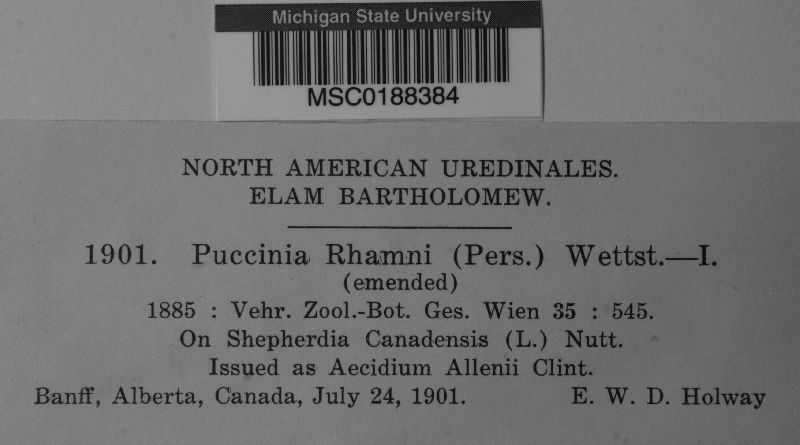 Michigan State University
MSC0188384
NORTH AMERICAN UREDINALES.
ELAM BARTHOLOMEW.
1901. Puccinia Rhamni (Pers.) Wettst.—I.
(emended)
1885 : Vehr. Zool.-Bot. Ges. Wien 35 : 545.
On Shepherdia Canadensis (L.) Nutt.
Issued as Aecidium Allenii Clint.
Banff, Alberta, Canada, July 24, 1901. E. W. D. Holway